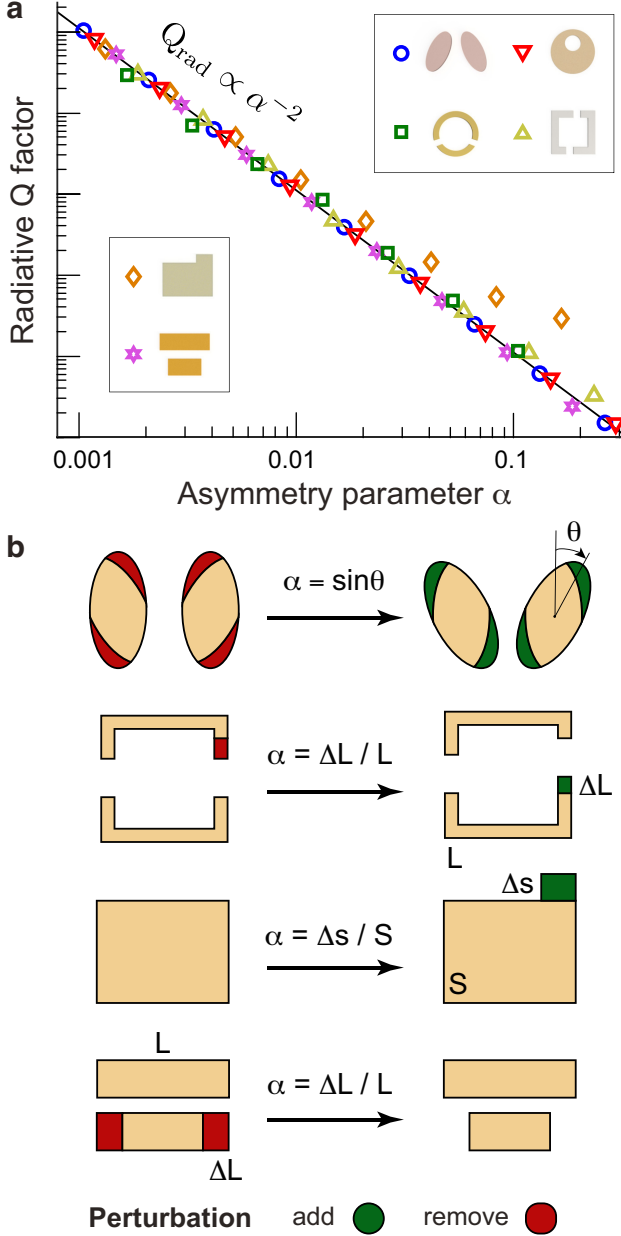 a
Q_rad ∝ α⁻²
Radiative Q factor
0.001 0.01 0.1
Asymmetry parameter α
b
θ
α = sinθ
α = ΔL / L
ΔL
L
Δs
α = Δs / S
S
L
α = ΔL / L
ΔL
Perturbation add remove